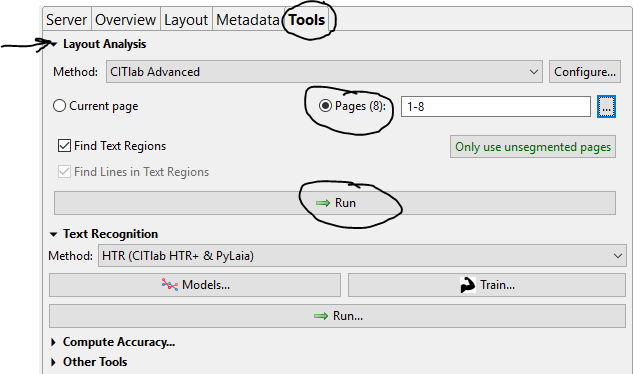 Server Overview Layout Metadata Tools
Layout Analysis
Method: CITlab Advanced Configure...
Current page Pages (8): 1-8 ...
Find Text Regions Only use unsegmented pages
Find Lines in Text Regions
Run
Text Recognition
Method: HTR (CITlab HTR+ & PyLaia)
Models... Train...
Run...
Compute Accuracy...
Other Tools